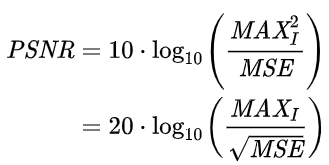 PSNR = 10 · log₁₀ ( MAX_I² / MSE )
= 20 · log₁₀ ( MAX_I / √MSE )